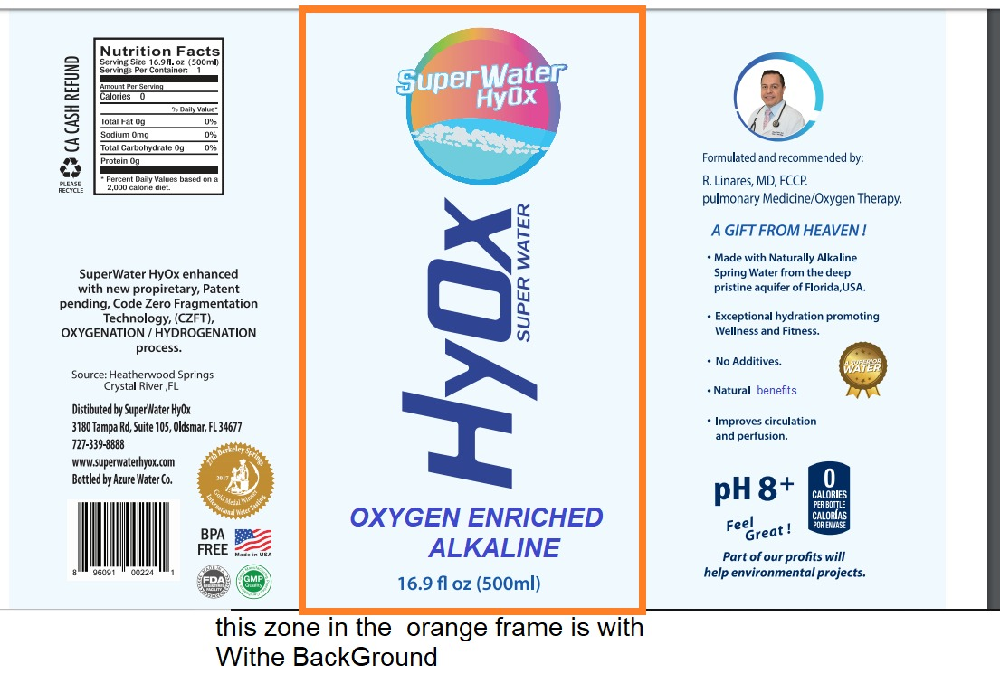 CA CASH REFUND
PLEASE
RECYCLE
Nutrition Facts
Serving Size 16.9 fl. oz (500ml)
Servings Per Container: 1
Amount Per Serving
Calories 0
% Daily Value*
Total Fat 0g 0%
Sodium 0mg 0%
Total Carbohydrate 0g 0%
Protein 0g
* Percent Daily Values based on a
2,000 calorie diet.
SuperWater HyOx enhanced
with new propiretary, Patent
pending, Code Zero Fragmentation
Technology, (CZFT),
OXYGENATION / HYDROGENATION
process.
Source: Heatherwood Springs
Crystal River ,FL
Distibuted by SuperWater HyOx
3180 Tampa Rd, Suite 105, Oldsmar, FL 34677
727-339-8888
www.superwaterhyox.com
Bottled by Azure Water Co.
27th Berkeley Springs
2017
Gold Medal Winner
International Water Tasting
8 96091 00224 1
BPA
FREE
Made in USA
MADE IN A
FDA
REGISTERED
FACILITY
GMP
Quality
SuperWater
HyOx
HyOX
SUPER WATER
OXYGEN ENRICHED
ALKALINE
16.9 fl oz (500ml)
Formulated and recommended by:
R. Linares, MD, FCCP.
pulmonary Medicine/Oxygen Therapy.
A GIFT FROM HEAVEN !
• Made with Naturally Alkaline
Spring Water from the deep
pristine aquifer of Florida,USA.
• Exceptional hydration promoting
Wellness and Fitness.
• No Additives.
• Natural benefits
• Improves circulation
and perfusion.
A SUPERIOR
WATER
pH 8+
Feel
Great !
0
CALORIES
PER BOTTLE
CALORÍAS
POR ENVASE
Part of our profits will
help environmental projects.
this zone in the orange frame is with
Withe BackGround